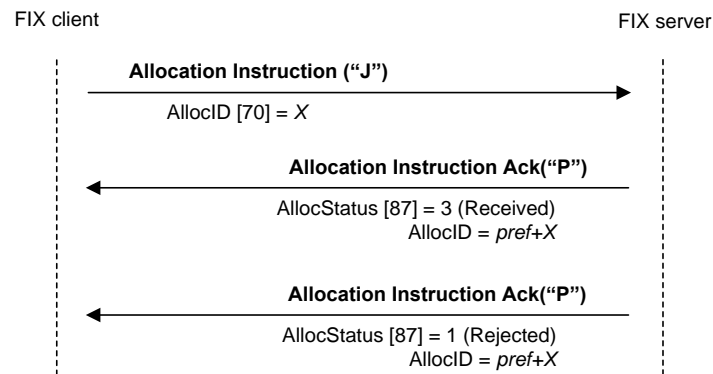 FIX client
FIX server
Allocation Instruction (“J”)
AllocID [70] = X
Allocation Instruction Ack(“P”)
AllocStatus [87] = 3 (Received)
AllocID = pref+X
Allocation Instruction Ack(“P”)
AllocStatus [87] = 1 (Rejected)
AllocID = pref+X